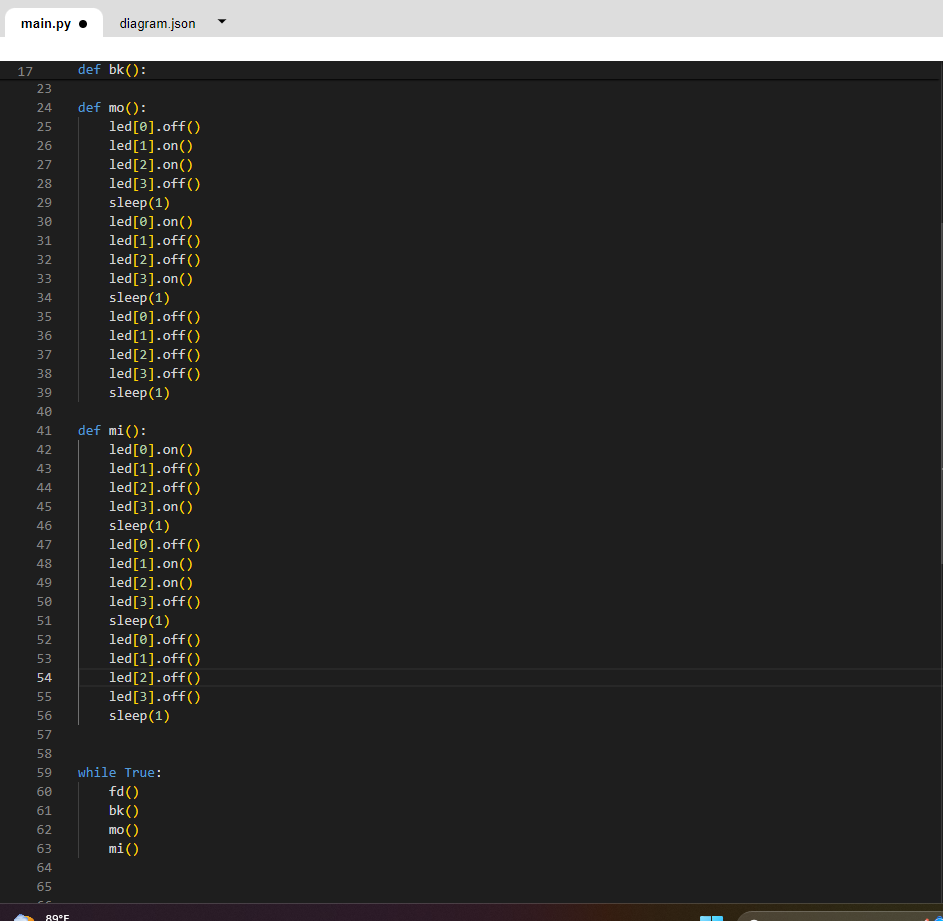 main.py ●
diagram.json
17 def bk():
23
24 def mo():
25 led[0].off()
26 led[1].on()
27 led[2].on()
28 led[3].off()
29 sleep(1)
30 led[0].on()
31 led[1].off()
32 led[2].off()
33 led[3].on()
34 sleep(1)
35 led[0].off()
36 led[1].off()
37 led[2].off()
38 led[3].off()
39 sleep(1)
40
41 def mi():
42 led[0].on()
43 led[1].off()
44 led[2].off()
45 led[3].on()
46 sleep(1)
47 led[0].off()
48 led[1].on()
49 led[2].on()
50 led[3].off()
51 sleep(1)
52 led[0].off()
53 led[1].off()
54 led[2].off()
55 led[3].off()
56 sleep(1)
57
58
59 while True:
60 fd()
61 bk()
62 mo()
63 mi()
64
65
89°F